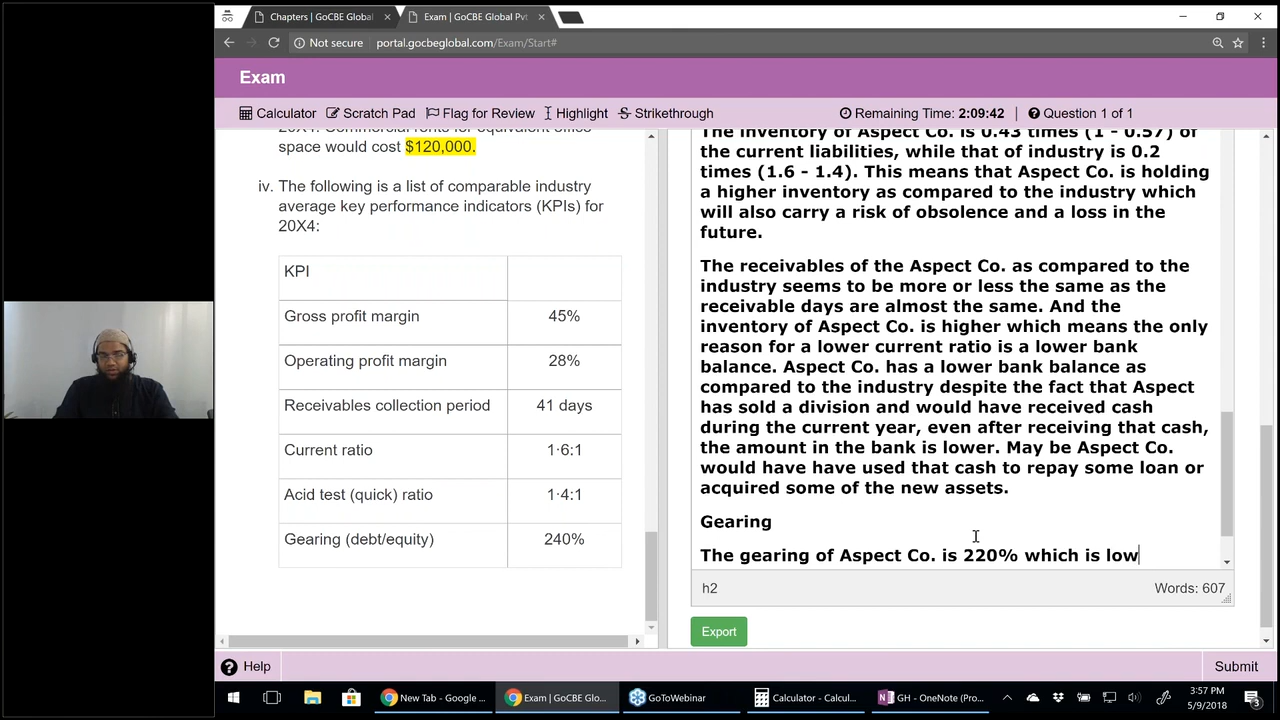 Chapters | GoCBE Global
Exam | GoCBE Global Pvt
Not secure
portal.gocbeglobal.com/Exam/Start#
Exam
Calculator
Scratch Pad
Flag for Review
Highlight
Strikethrough
Remaining Time: 2:09:42
Question 1 of 1
20X4. Commercial rents for equivalent office
space would cost $120,000.
iv. The following is a list of comparable industry
average key performance indicators (KPIs) for
20X4:
KPI
Gross profit margin 45%
Operating profit margin 28%
Receivables collection period 41 days
Current ratio 1·6:1
Acid test (quick) ratio 1·4:1
Gearing (debt/equity) 240%
The inventory of Aspect Co. is 0.43 times (1 - 0.57) of
the current liabilities, while that of industry is 0.2
times (1.6 - 1.4). This means that Aspect Co. is holding
a higher inventory as compared to the industry which
will also carry a risk of obsolence and a loss in the
future.
The receivables of the Aspect Co. as compared to the
industry seems to be more or less the same as the
receivable days are almost the same. And the
inventory of Aspect Co. is higher which means the only
reason for a lower current ratio is a lower bank
balance. Aspect Co. has a lower bank balance as
compared to the industry despite the fact that Aspect
has sold a division and would have received cash
during the current year, even after receiving that cash,
the amount in the bank is lower. May be Aspect Co.
would have have used that cash to repay some loan or
acquired some of the new assets.
Gearing
The gearing of Aspect Co. is 220% which is low
h2
Words: 607
Export
Help
Submit
New Tab - Google ...
Exam | GoCBE Glo...
GoToWebinar
Calculator - Calcul...
GH - OneNote (Pro...
3:57 PM
5/9/2018
3